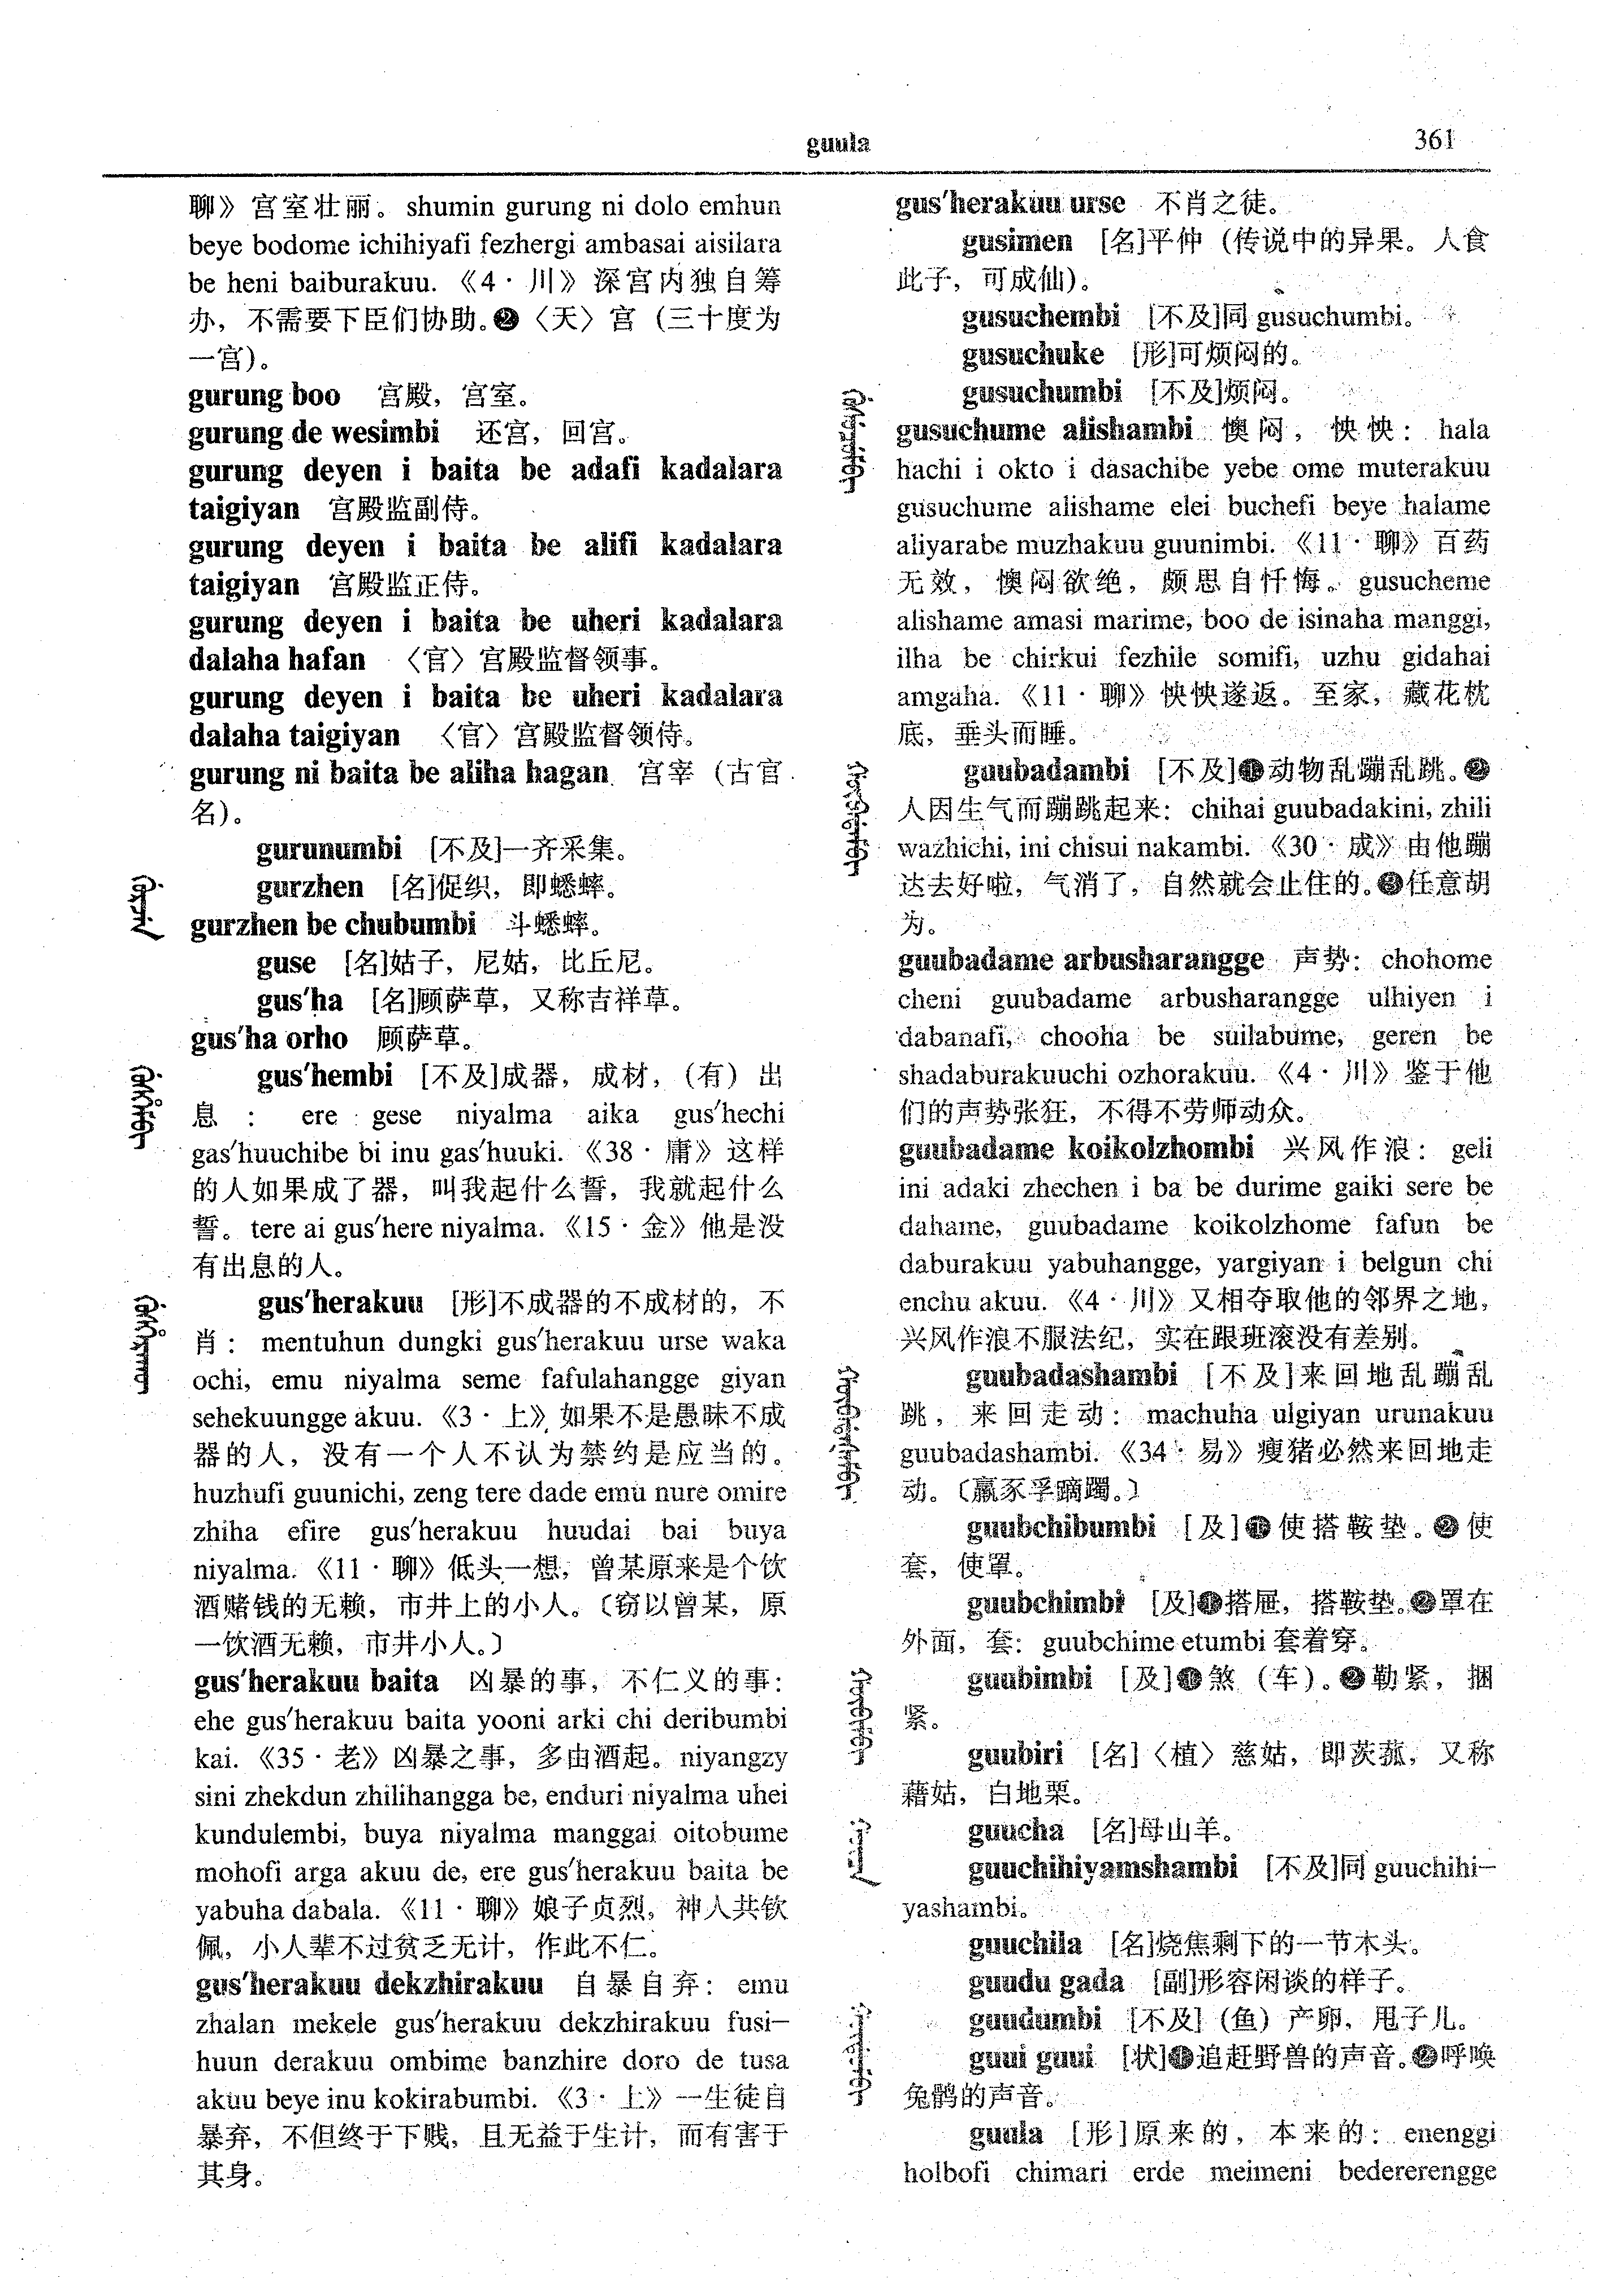 guula
361
聊》宫室壮丽。shumin gurung ni dolo emhun
beye bodome ichihiyafi fezhergi ambasai aisilara
be heni baiburakuu.《4·川》深宫内独自筹
办，不需要下臣们协助。❷〈天〉宫（三十度为
一宫）。
gurung boo 宫殿，宫室。
gurung de wesimbi 还宫，回宫。
gurung deyen i baita be adafi kadalara
taigiyan 宫殿监副侍。
gurung deyen i baita be alifi kadalara
taigiyan 宫殿监正侍。
gurung deyen i baita be uheri kadalara
dalaha hafan 〈官〉宫殿监督领事。
gurung deyen i baita be uheri kadalara
dalaha taigiyan 〈官〉宫殿监督领侍。
gurung ni baita be aliha hagan 宫宰（古官
名）。
gurunumbi [不及]一齐采集。
gurzhen [名]促织，即蟋蟀。
gurzhen be chubumbi 斗蟋蟀。
guse [名]姑子，尼姑，比丘尼。
gus'ha [名]顾萨草，又称吉祥草。
gus'ha orho 顾萨草。
gus'hembi [不及]成器，成材，（有）出
息：ere gese niyalma aika gus'hechi
gas'huuchibe bi inu gas'huuki.《38·庸》这样
的人如果成了器，叫我起什么誓，我就起什么
誓。tere ai gus'here niyalma.《15·金》他是没
有出息的人。
gus'herakuu [形]不成器的不成材的，不
肖：mentuhun dungki gus'herakuu urse waka
ochi, emu niyalma seme fafulahangge giyan
sehekuungge akuu.《3·上》如果不是愚昧不成
器的人，没有一个人不认为禁约是应当的。
huzhufi guunichi, zeng tere dade emu nure omire
zhiha efire gus'herakuu huudai bai buya
niyalma.《11·聊》低头一想，曾某原来是个饮
酒赌钱的无赖，市井上的小人。（窃以曾某，原
一饮酒无赖，市井小人。）
gus'herakuu baita 凶暴的事，不仁义的事：
ehe gus'herakuu baita yooni arki chi deribumbi
kai.《35·老》凶暴之事，多由酒起。niyangzy
sini zhekdun zhilihangga be, enduri niyalma uhei
kundulembi, buya niyalma manggai oitobume
mohofi arga akuu de, ere gus'herakuu baita be
yabuha dabala.《11·聊》娘子贞烈，神人共钦
佩，小人辈不过贫乏无计，作此不仁。
gus'herakuu dekzhirakuu 自暴自弃：emu
zhalan mekele gus'herakuu dekzhirakuu fusi—
huun derakuu ombime banzhire doro de tusa
akuu beye inu kokirabumbi.《3·上》一生徒自
暴弃，不但终于下贱，且无益于生计，而有害于
其身。
gus'herakuu urse 不肖之徒。
gusimen [名]平仲（传说中的异果。人食
此子，可成仙）。
gusuchembi [不及]同 gusuchumbi。
gusuchuke [形]可烦闷的。
gusuchumbi [不及]烦闷。
gusuchume alishambi 懊闷，怏怏：hala
hachi i okto i dasachibe yebe ome muterakuu
gusuchume alishame elei buchefi beye halame
aliyarabe muzhakuu guunimbi.《11·聊》百药
无效，懊闷欲绝，颇思自忏悔。gusucheme
alishame amasi marime, boo de isinaha manggi,
ilha be chirkui fezhile somifi, uzhu gidahai
amgaha.《11·聊》怏怏遂返。至家，藏花枕
底，垂头而睡。
guubadambi [不及]❶动物乱蹦乱跳。❷
人因生气而蹦跳起来：chihai guubadakini, zhili
wazhichi, ini chisui nakambi.《30·成》由他蹦
达去好啦，气消了，自然就会止住的。❸任意胡
为。
guubadame arbusharangge 声势：chohome
cheni guubadame arbusharangge ulhiyen i
dabanafi, chooha be suilabume, geren be
shadaburakuuchi ozhorakuu.《4·川》鉴于他
们的声势张狂，不得不劳师动众。
guubadame koikolzhombi 兴风作浪：geli
ini adaki zhechen i ba be durime gaiki sere be
dahame, guubadame koikolzhome fafun be
daburakuu yabuhangge, yargiyan i belgun chi
enchu akuu.《4·川》又相夺取他的邻界之地，
兴风作浪不服法纪，实在跟班滚没有差别。
guubadashambi [不及]来回地乱蹦乱
跳，来回走动：machuha ulgiyan urunakuu
guubadashambi.《34·易》瘦猪必然来回地走
动。（羸豕孚蹢躅。）
guubchibumbi [及]❶使搭鞍垫。❷使
套，使罩。
guubchimbi [及]❶搭屉，搭鞍垫。❷罩在
外面，套：guubchime etumbi 套着穿。
guubimbi [及]❶煞（车）。❷勒紧，捆
紧。
guubiri [名]〈植〉慈姑，即茨菰，又称
藉姑，白地栗。
guucha [名]母山羊。
guuchihiyamshambi [不及]同 guuchihi—
yashambi。
guuchila [名]烧焦剩下的一节木头。
guudu gada [副]形容闲谈的样子。
guudumbi [不及]（鱼）产卵，甩子儿。
guui guui [状]❶追赶野兽的声音。❷呼唤
兔鹘的声音。
guula [形]原来的，本来的：enenggi
holbofi chimari erde meimeni bedererengge